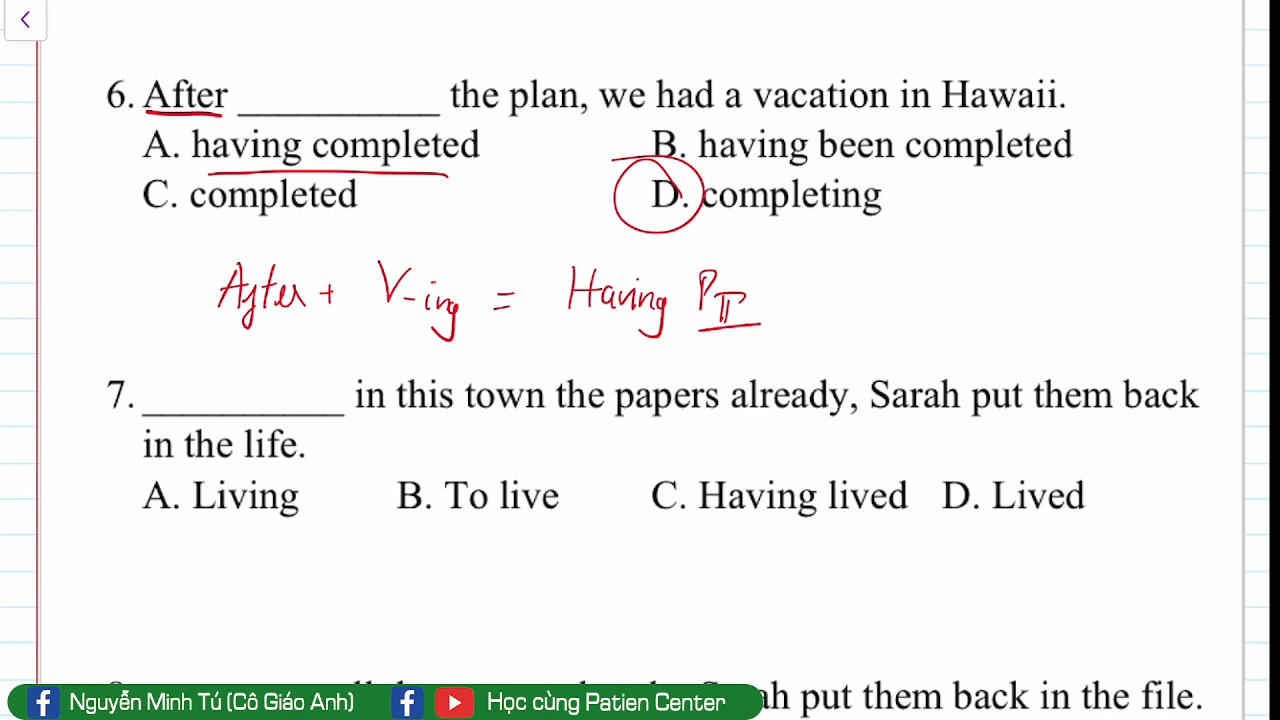 6. After __________ the plan, we had a vacation in Hawaii.
A. having completed B. having been completed
C. completed D. completing
After + V-ing = Having PII
7. __________ in this town the papers already, Sarah put them back
in the life.
A. Living B. To live C. Having lived D. Lived
put them back in the file.
Nguyễn Minh Tú (Cô Giáo Anh) Học cùng Patien Center